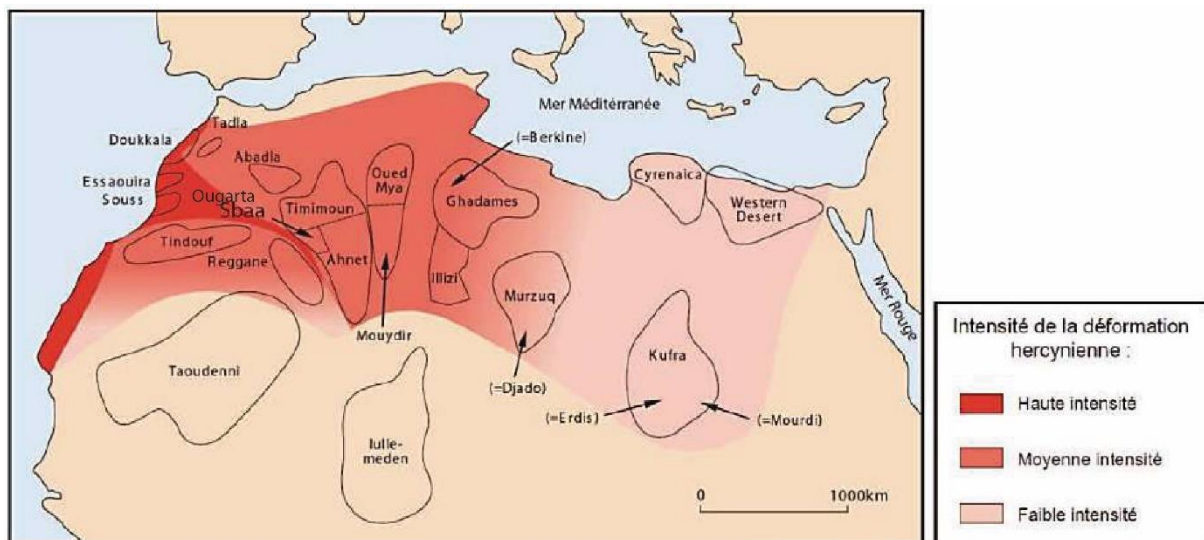 Mer Méditérranée
Tadla
Doukkala
(=Berkine)
Abadla
Essaouira
Souss
Oued
Mya
Cyrenaica
Ougarta
Sbaa
Timimoun
Ghadames
Western
Desert
Tindouf
Reggane
Ahnet
Illizi
Murzuq
Mer Rouge
Mouydir
Kufra
Taoudenni
(=Djado)
(=Erdis)
(=Mourdi)
Iulle-
meden
0
1000km
Intensité de la déformation
hercynienne :
Haute intensité
Moyenne intensité
Faible intensité